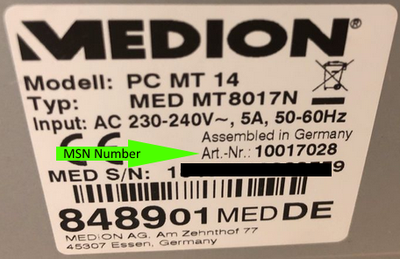 MEDION®
Modell: PC MT 14
Typ: MED MT8017N
Input: AC 230-240V~, 5A, 50-60Hz
Assembled in Germany
MSN Number
Art.-Nr.: 10017028
MED S/N: 1
848901 MED DE
MEDION AG, Am Zehnthof 77
45307 Essen, Germany